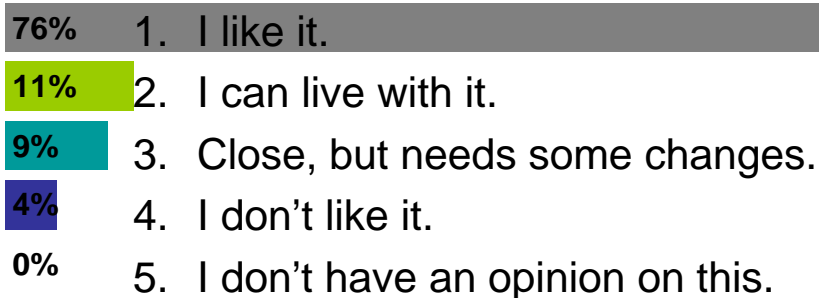 76% 1. I like it.
11% 2. I can live with it.
9% 3. Close, but needs some changes.
4% 4. I don’t like it.
0% 5. I don’t have an opinion on this.